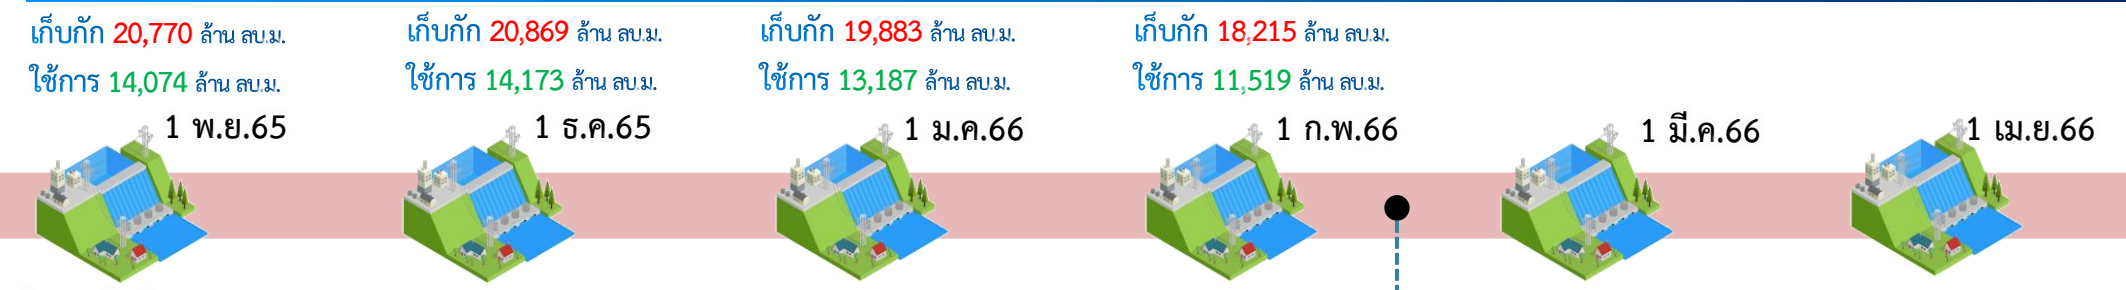 เก็บกัก 20,770 ล้าน ลบ.ม.
ใช้การ 14,074 ล้าน ลบ.ม.
1 พ.ย.65
เก็บกัก 20,869 ล้าน ลบ.ม.
ใช้การ 14,173 ล้าน ลบ.ม.
1 ธ.ค.65
เก็บกัก 19,883 ล้าน ลบ.ม.
ใช้การ 13,187 ล้าน ลบ.ม.
1 ม.ค.66
เก็บกัก 18,215 ล้าน ลบ.ม.
ใช้การ 11,519 ล้าน ลบ.ม.
1 ก.พ.66
1 มี.ค.66
1 เม.ย.66